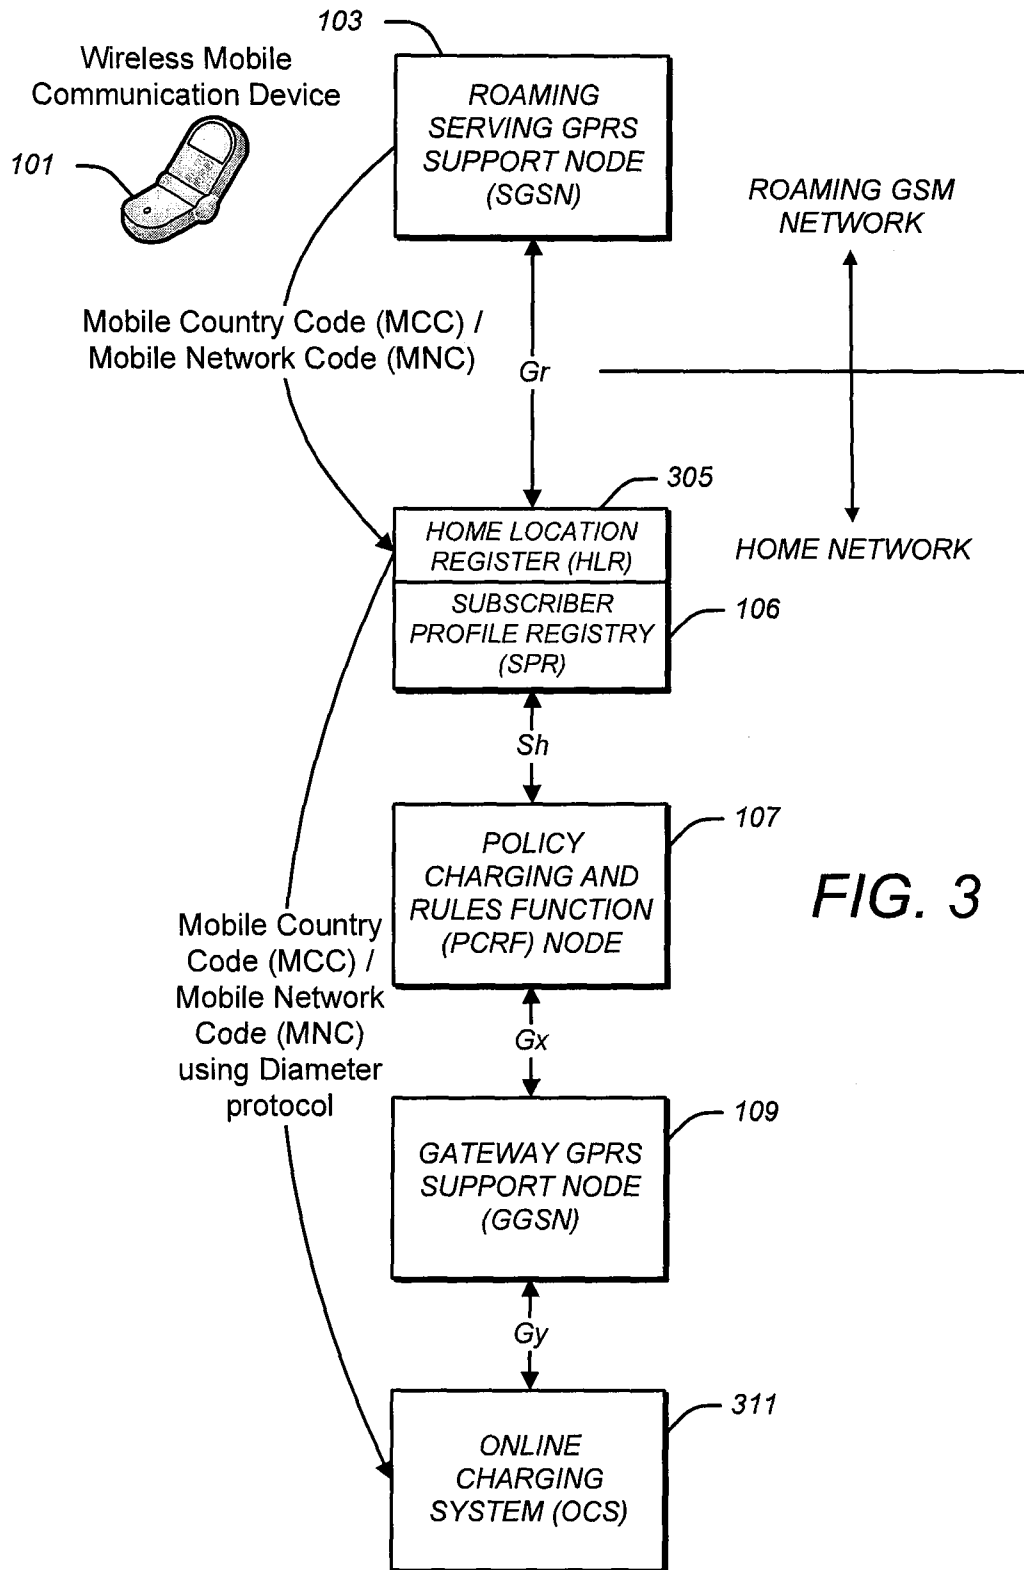 103
Wireless Mobile
Communication Device
101
ROAMING
SERVING GPRS
SUPPORT NODE
(SGSN)
ROAMING GSM
NETWORK
Mobile Country Code (MCC) /
Mobile Network Code (MNC)
Gr
305
HOME LOCATION
REGISTER (HLR)
HOME NETWORK
SUBSCRIBER
PROFILE REGISTRY
(SPR)
106
Sh
107
POLICY
CHARGING AND
RULES FUNCTION
(PCRF) NODE
FIG. 3
Mobile Country
Code (MCC) /
Mobile Network
Code (MNC)
using Diameter
protocol
Gx
109
GATEWAY GPRS
SUPPORT NODE
(GGSN)
Gy
311
ONLINE
CHARGING
SYSTEM (OCS)